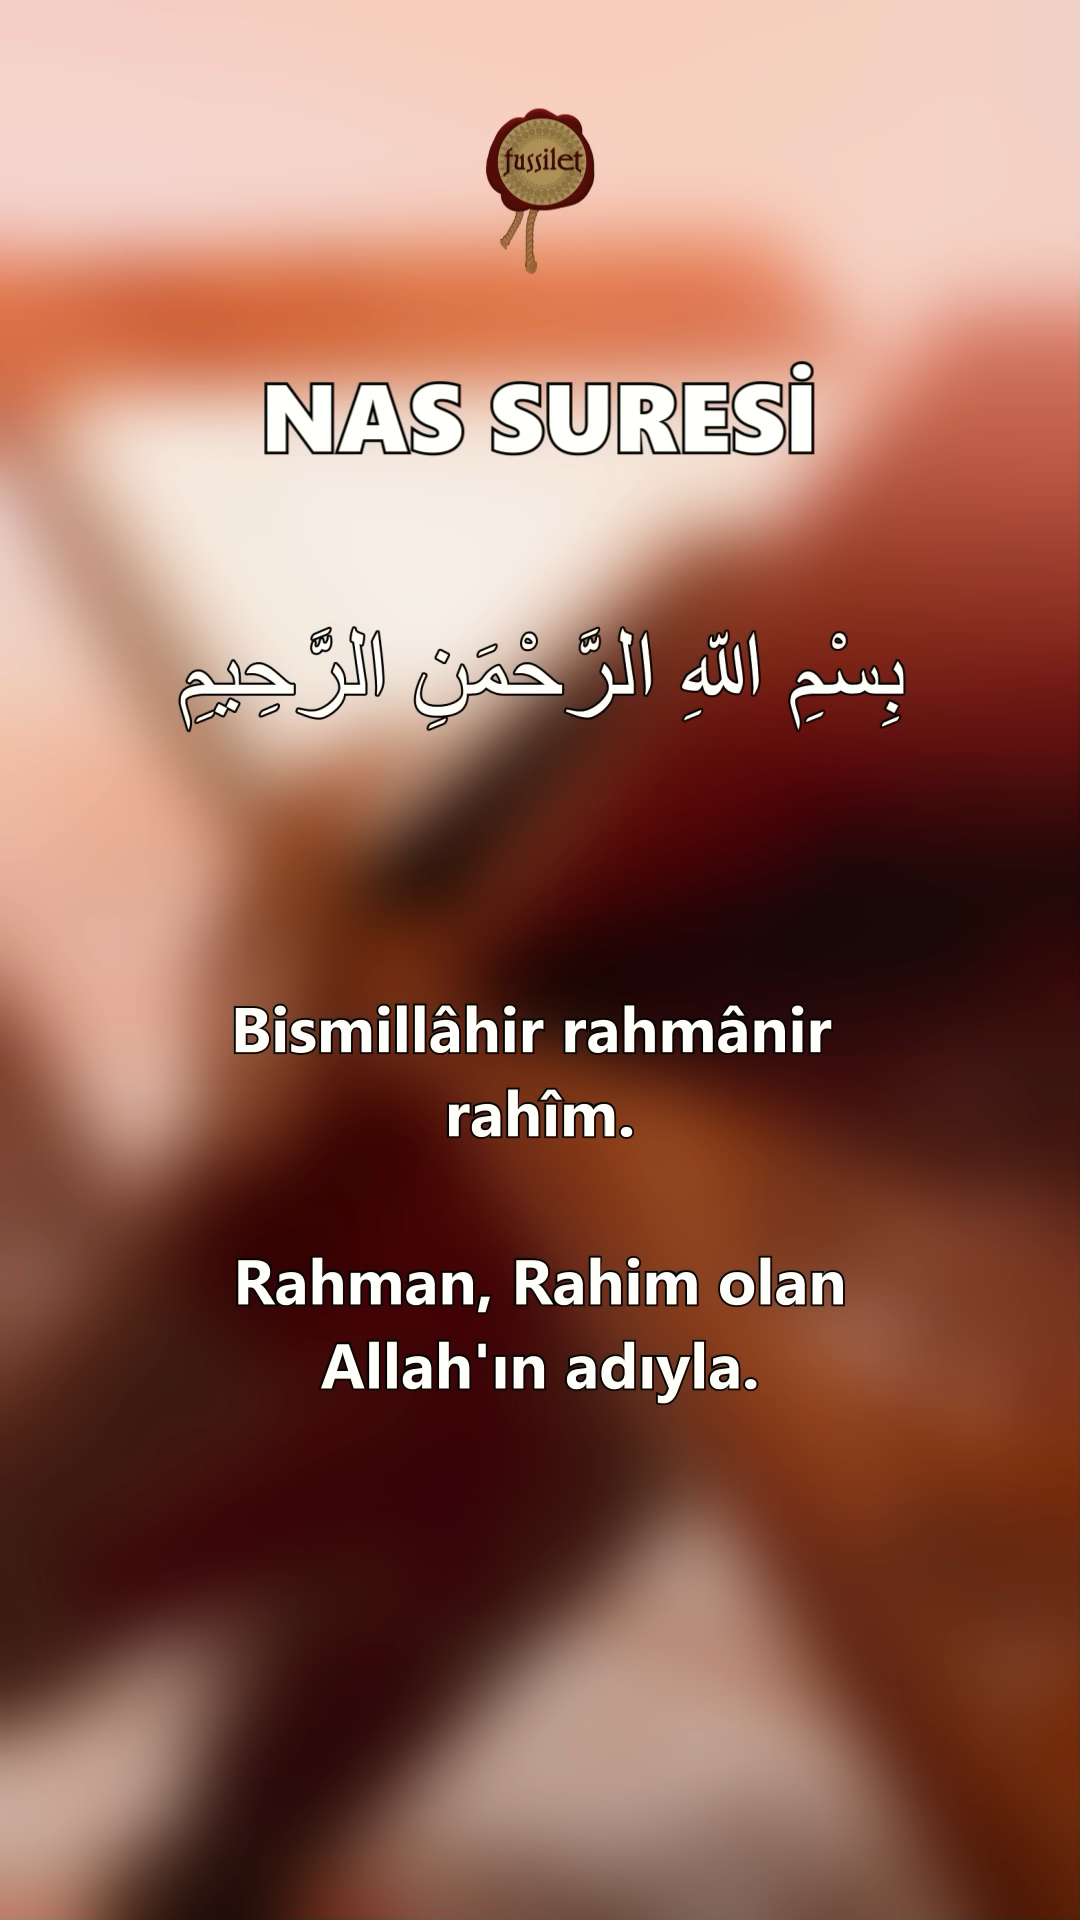 fussilet
NAS SURESİ
بِسْمِ اللّٰهِ الرَّحْمَنِ الرَّحِيمِ
Bismillâhir rahmânir
rahîm.
Rahman, Rahim olan
Allah'ın adıyla.